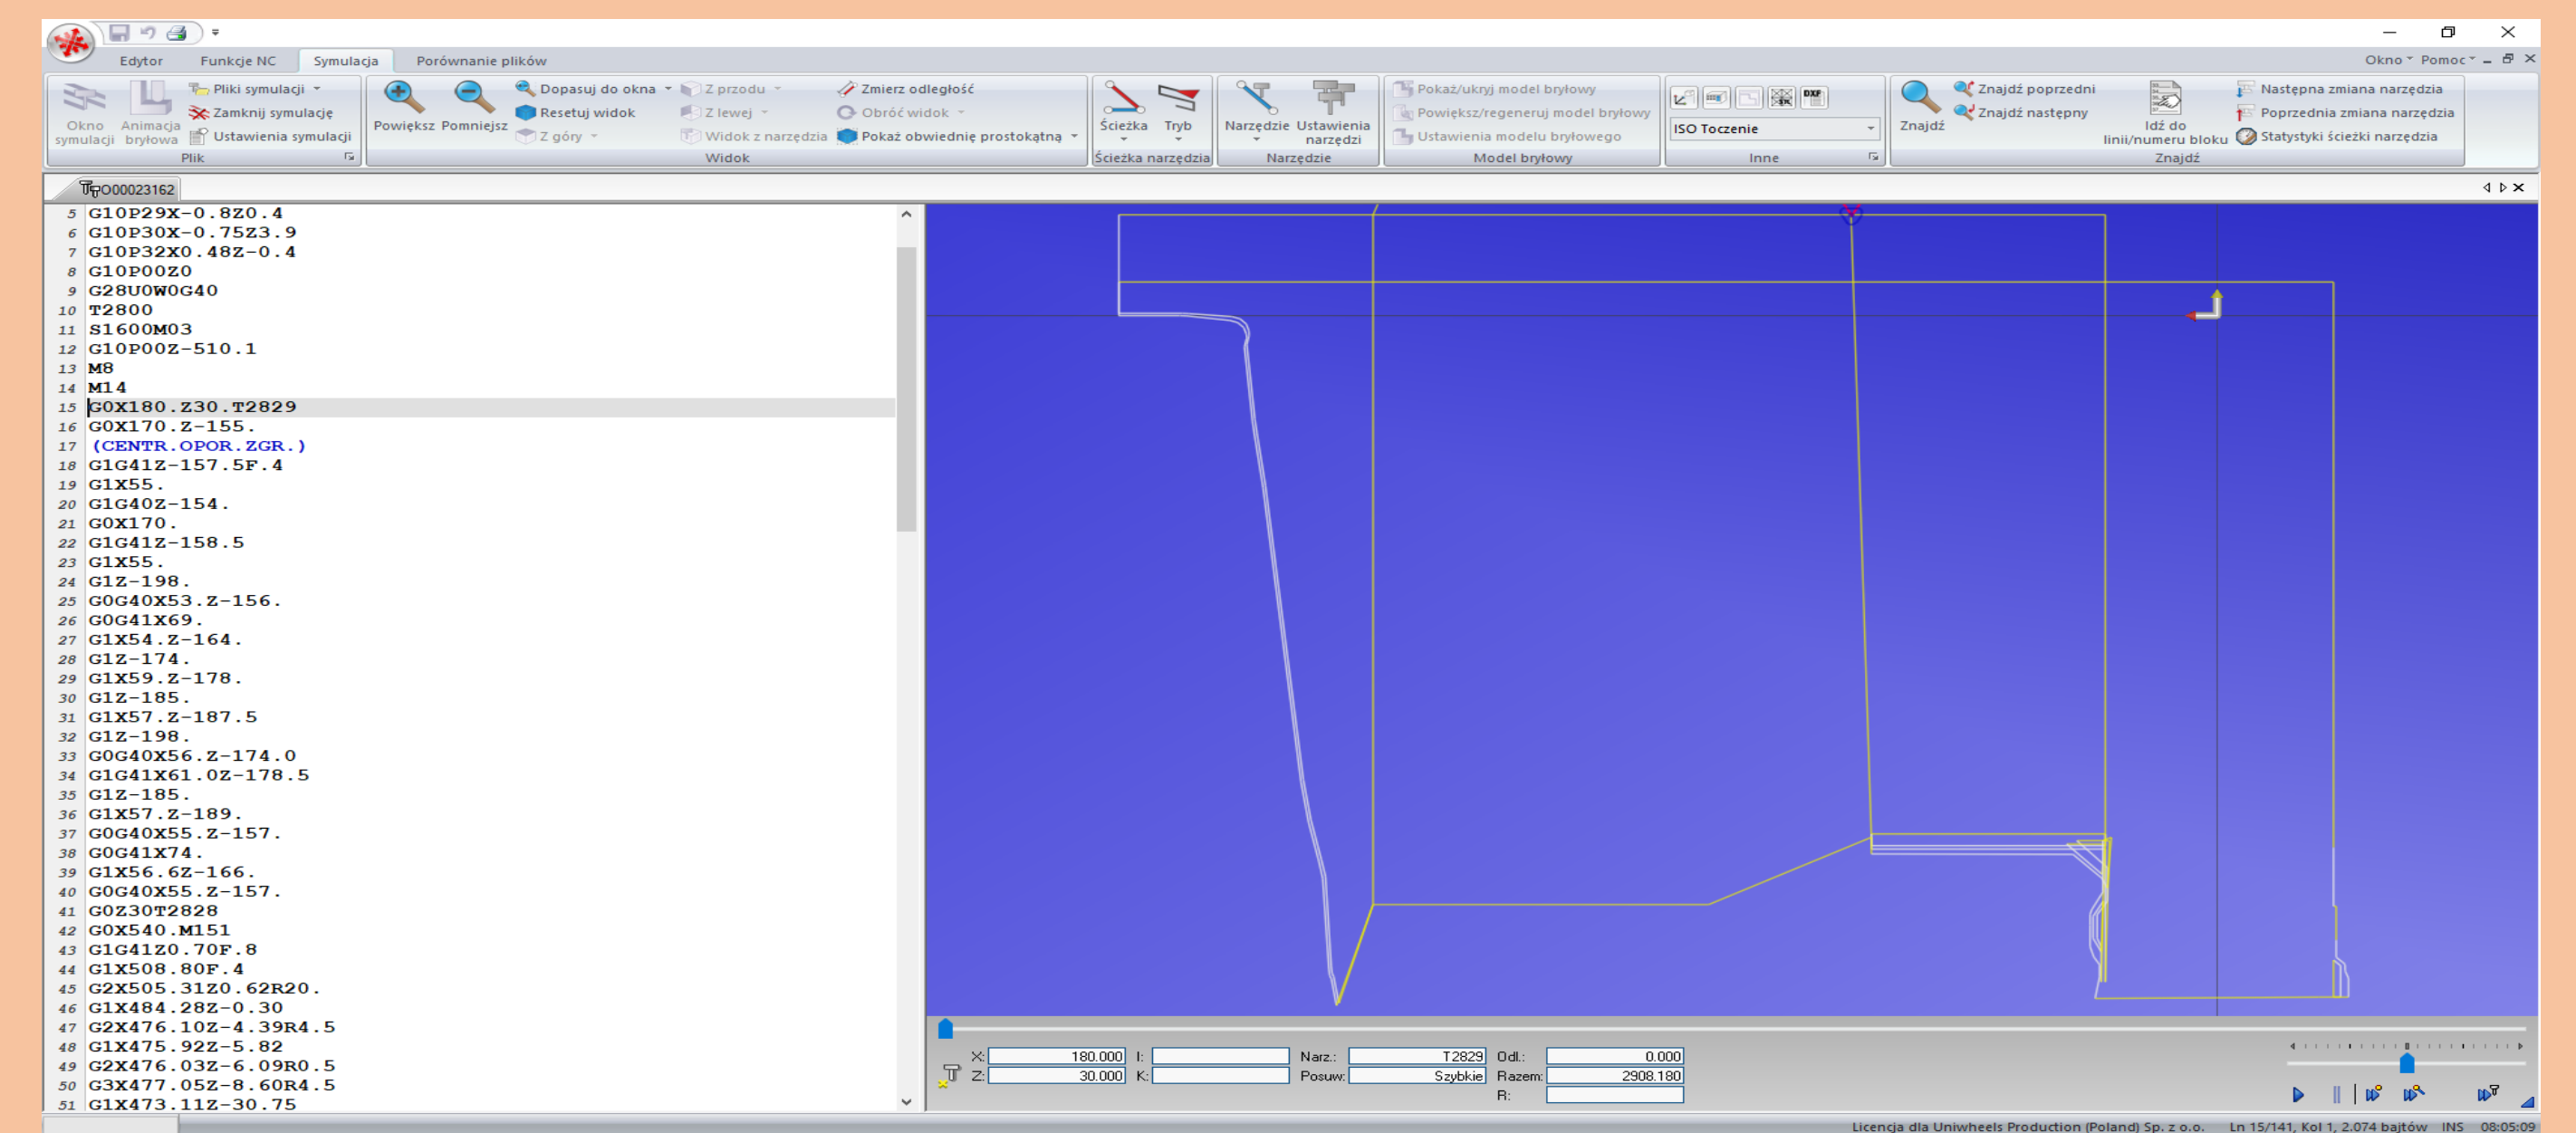 Edytor Funkcje NC Symulacja Porównanie plików Okno Pomoc
Pliki symulacji Dopasuj do okna Z przodu Zmierz odległość Pokaż/ukryj model bryłowy Znajdź poprzedni Następna zmiana narzędzia
Zamknij symulację Resetuj widok Z lewej Obróć widok Powiększ/regeneruj model bryłowy Znajdź następny Poprzednia zmiana narzędzia
Okno symulacji Animacja bryłowa Ustawienia symulacji Powiększ Pomniejsz Z góry Widok z narzędzia Pokaż obwiednię prostokątną Ścieżka Tryb Narzędzie Ustawienia narzędzi Ustawienia modelu bryłowego DXF ISO Toczenie Znajdź Idź do linii/numeru bloku Statystyki ścieżki narzędzia
Plik Widok Ścieżka narzędzia Narzędzie Model bryłowy Inne Znajdź
O00023162
5 G10P29X-0.8Z0.4
6 G10P30X-0.75Z3.9
7 G10P32X0.48Z-0.4
8 G10P00Z0
9 G28U0W0G40
10 T2800
11 S1600M03
12 G10P00Z-510.1
13 M8
14 M14
15 G0X180.Z30.T2829
16 G0X170.Z-155.
17 (CENTR.OPOR.ZGR.)
18 G1G41Z-157.5F.4
19 G1X55.
20 G1G40Z-154.
21 G0X170.
22 G1G41Z-158.5
23 G1X55.
24 G1Z-198.
25 G0G40X53.Z-156.
26 G0G41X69.
27 G1X54.Z-164.
28 G1Z-174.
29 G1X59.Z-178.
30 G1Z-185.
31 G1X57.Z-187.5
32 G1Z-198.
33 G0G40X56.Z-174.0
34 G1G41X61.0Z-178.5
35 G1Z-185.
36 G1X57.Z-189.
37 G0G40X55.Z-157.
38 G0G41X74.
39 G1X56.6Z-166.
40 G0G40X55.Z-157.
41 G0Z30T2828
42 G0X540.M151
43 G1G41Z0.70F.8
44 G1X508.80F.4
45 G2X505.31Z0.62R20.
46 G1X484.28Z-0.30
47 G2X476.10Z-4.39R4.5
48 G1X475.92Z-5.82
49 G2X476.03Z-6.09R0.5
50 G3X477.05Z-8.60R4.5
51 G1X473.11Z-30.75
X: 180.000 I: Narz.: T2829 Odl.: 0.000
Z: 30.000 K: Posuw: Szybkie Razem: 2908.180
R:
Licencja dla Uniwheels Production (Poland) Sp. z o.o. Ln 15/141, Kol 1, 2.074 bajtów INS 08:05:09